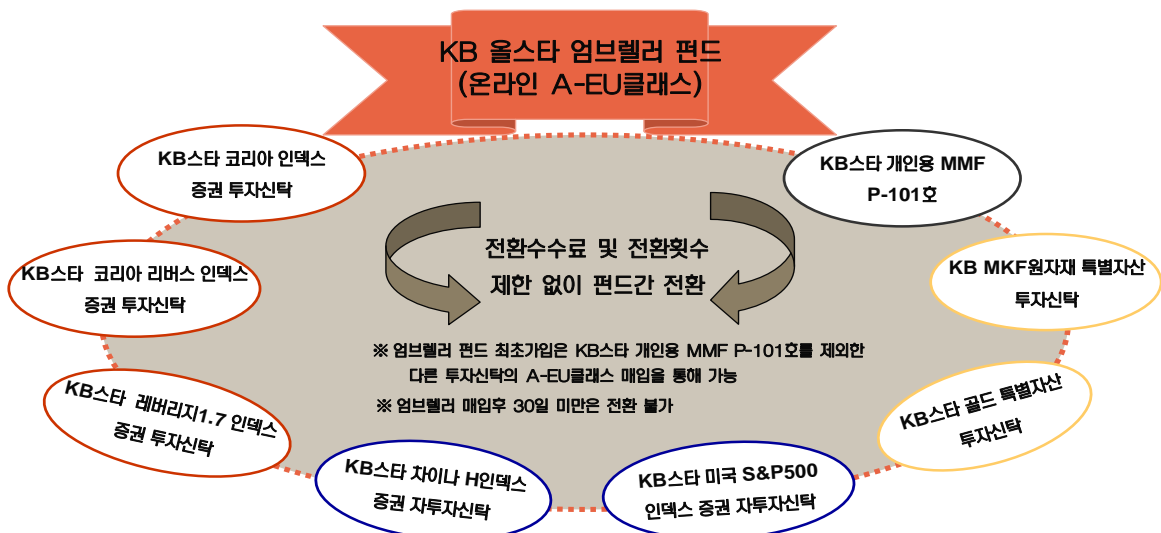 KB 올스타 엄브렐러 펀드
(온라인 A-EU클래스)
KB스타 코리아 인덱스
증권 투자신탁
KB스타 개인용 MMF
P-101호
KB스타 코리아 리버스 인덱스
증권 투자신탁
전환수수료 및 전환횟수
제한 없이 펀드간 전환
KB MKF원자재 특별자산
투자신탁
※ 엄브렐러 펀드 최초가입은 KB스타 개인용 MMF P-101호를 제외한
다른 투자신탁의 A-EU클래스 매입을 통해 가능
※ 엄브렐러 매입후 30일 미만은 전환 불가
KB스타 레버리지1.7 인덱스
증권 투자신탁
KB스타 골드 특별자산
투자신탁
KB스타 차이나 H인덱스
증권 자투자신탁
KB스타 미국 S&P500
인덱스 증권 자투자신탁